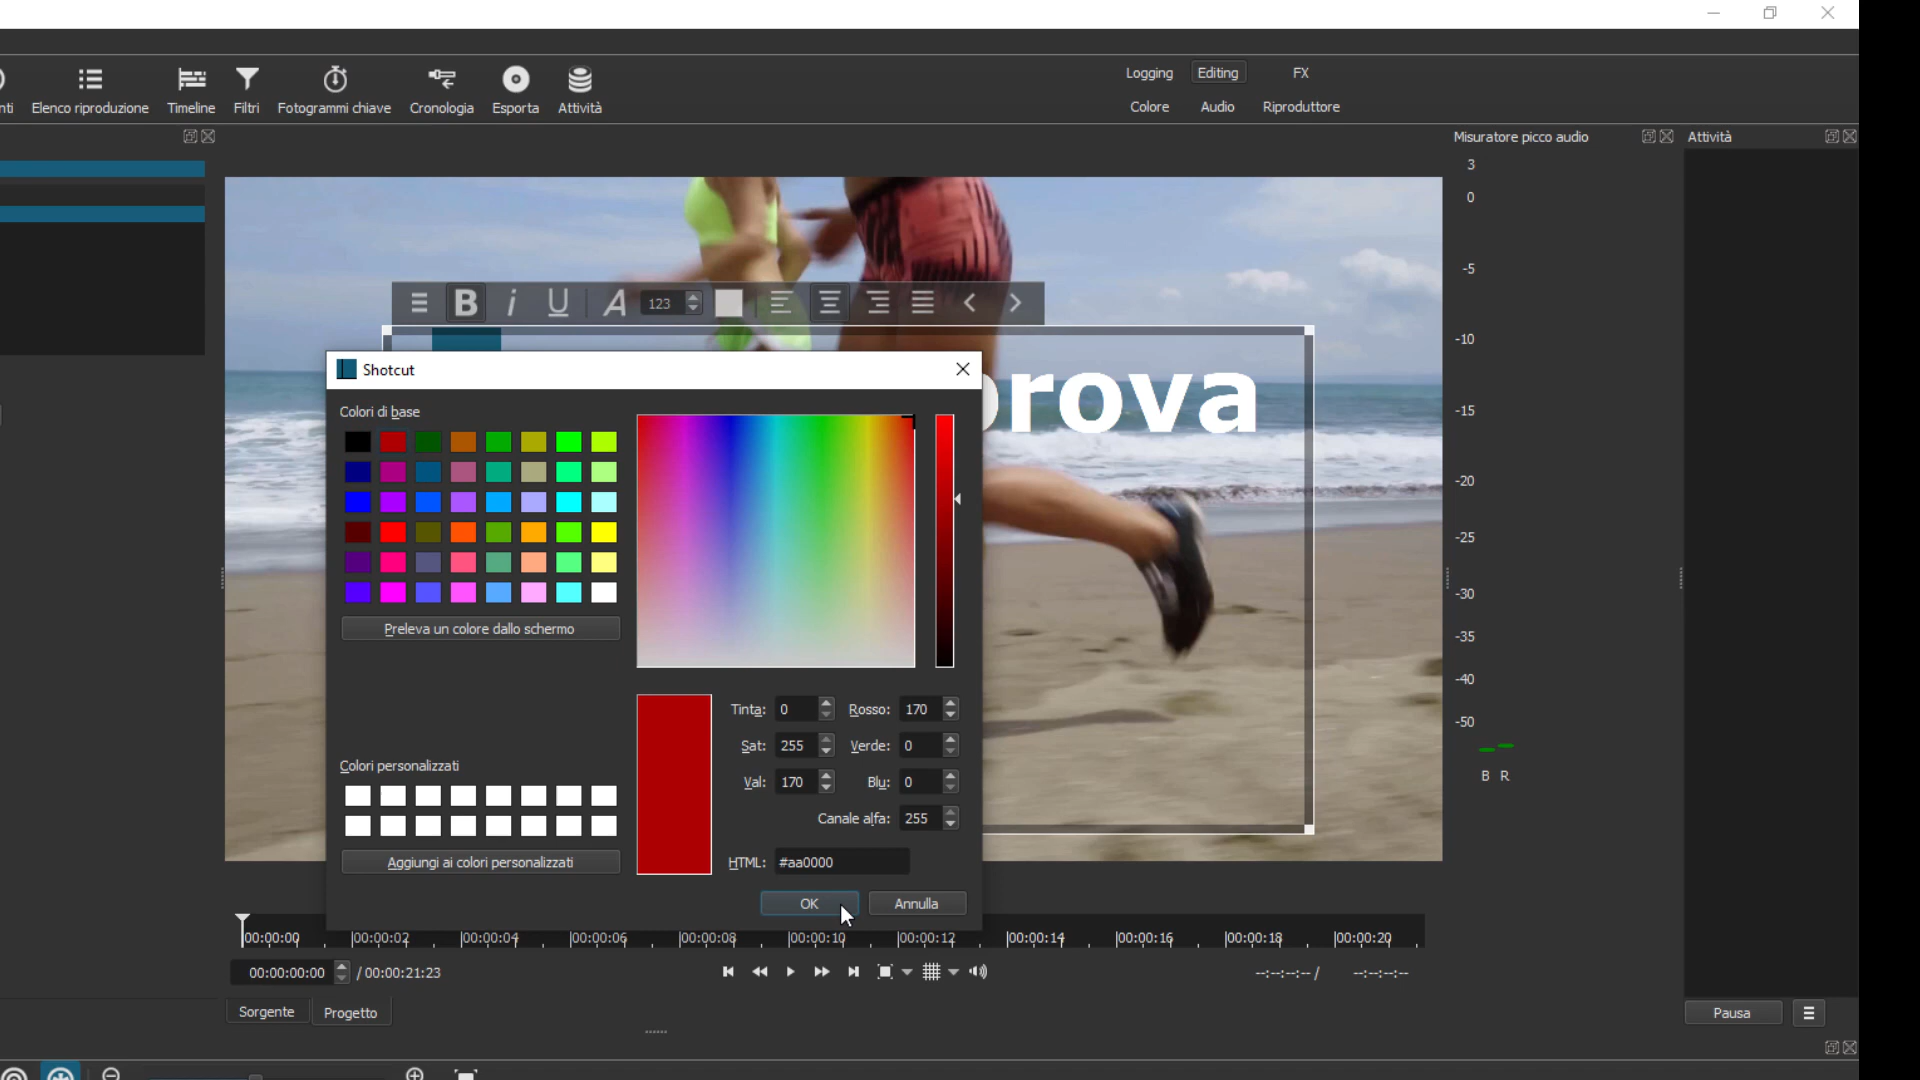 Logging Editing FX
nti Elenco riproduzione Timeline Filtri Fotogrammi chiave Cronologia Esporta Attività
Colore Audio Riproduttore
Misuratore picco audio Attività
3
0
-5
-10
-15
-20
-25
-30
-35
-40
-50
B R
B i U A 123
rova
Shotcut
Colori di base
Preleva un colore dallo schermo
Colori personalizzati
Aggiungi ai colori personalizzati
Tinta: 0 Rosso: 170
Sat: 255 Verde: 0
Val: 170 Blu: 0
Canale alfa: 255
HTML: #aa0000
OK Annulla
00:00:00 00:00:02 00:00:04 00:00:06 00:00:08 00:00:10 00:00:12 00:00:14 00:00:16 00:00:18 00:00:20
00:00:00:00 / 00:00:21:23 --:--:--:-- / --:--:--:--
Sorgente Progetto
Pausa